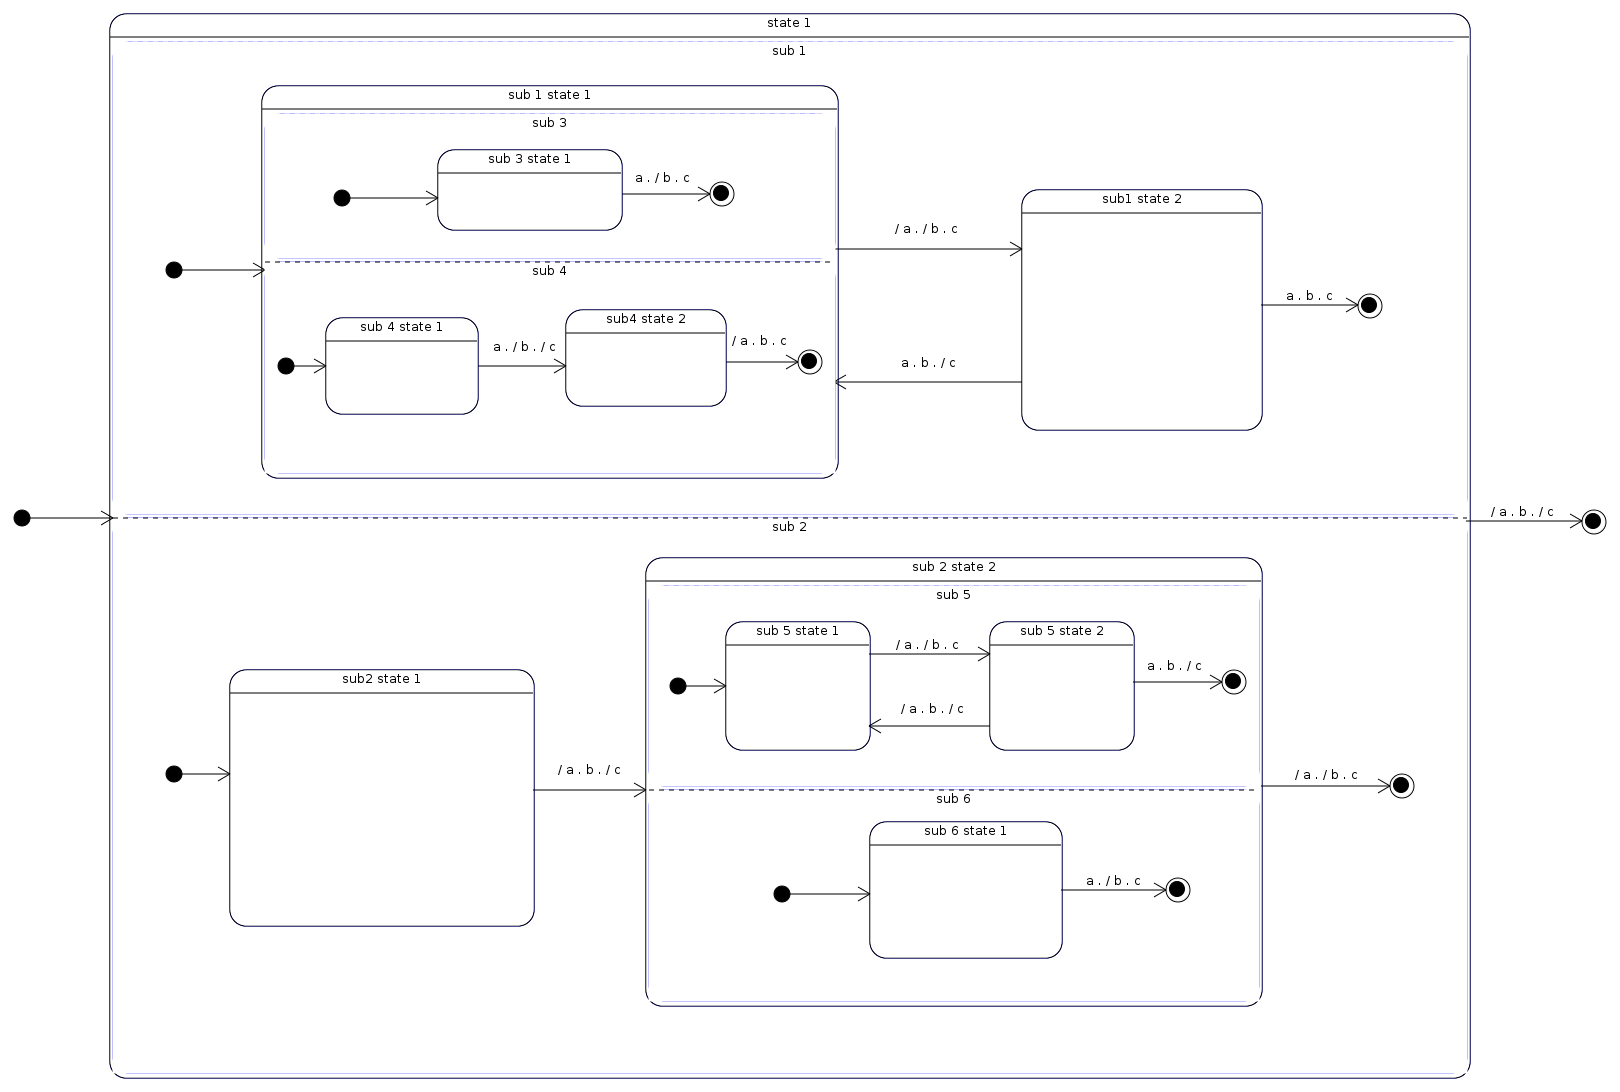 state 1
sub 1
sub 1 state 1
sub 3
sub 3 state 1
a . / b . c
sub1 state 2
/ a . / b . c
sub 4
a . b . c
sub 4 state 1
sub4 state 2
a . / b . / c
/ a . b . c
a . b . / c
/ a . b . / c
sub 2
sub 2 state 2
sub 5
sub 5 state 1
sub 5 state 2
/ a . / b . c
a . b . / c
sub2 state 1
/ a . b . / c
/ a . b . / c
/ a . / b . c
sub 6
sub 6 state 1
a . / b . c